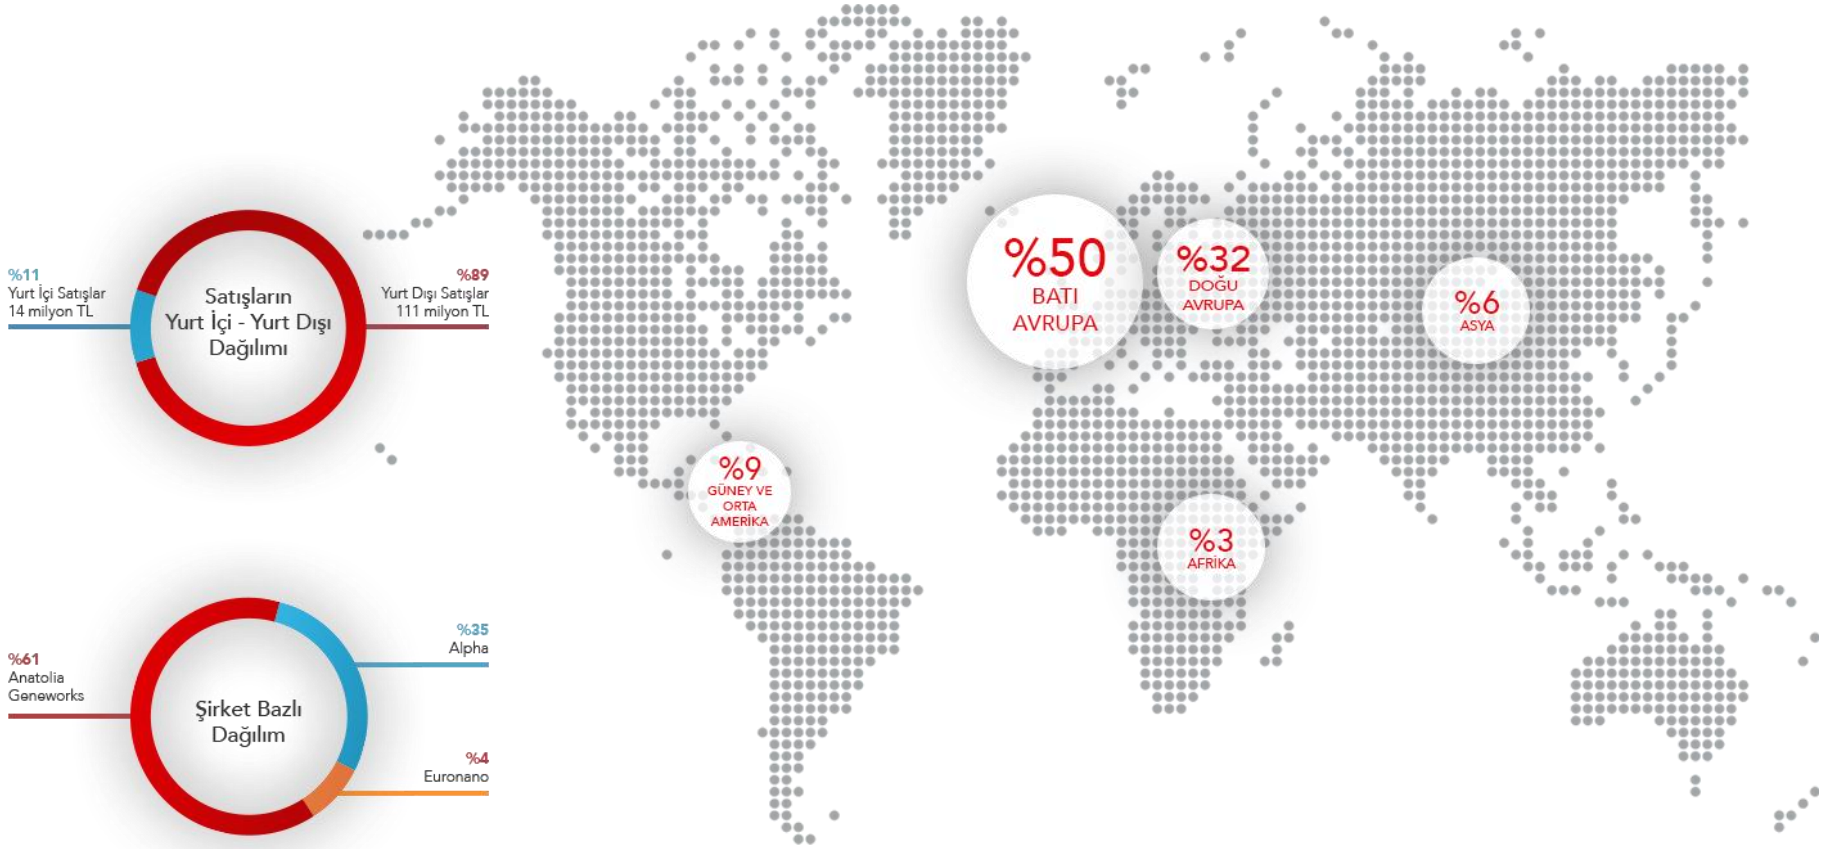 %11
Yurt İçi Satışlar
14 milyon TL
Satışların
Yurt İçi - Yurt Dışı
Dağılımı
%89
Yurt Dışı Satışlar
111 milyon TL
%61
Anatolia
Geneworks
Şirket Bazlı
Dağılım
%35
Alpha
%4
Euronano
%50
BATI
AVRUPA
%32
DOĞU
AVRUPA
%6
ASYA
%9
GÜNEY VE
ORTA
AMERİKA
%3
AFRİKA